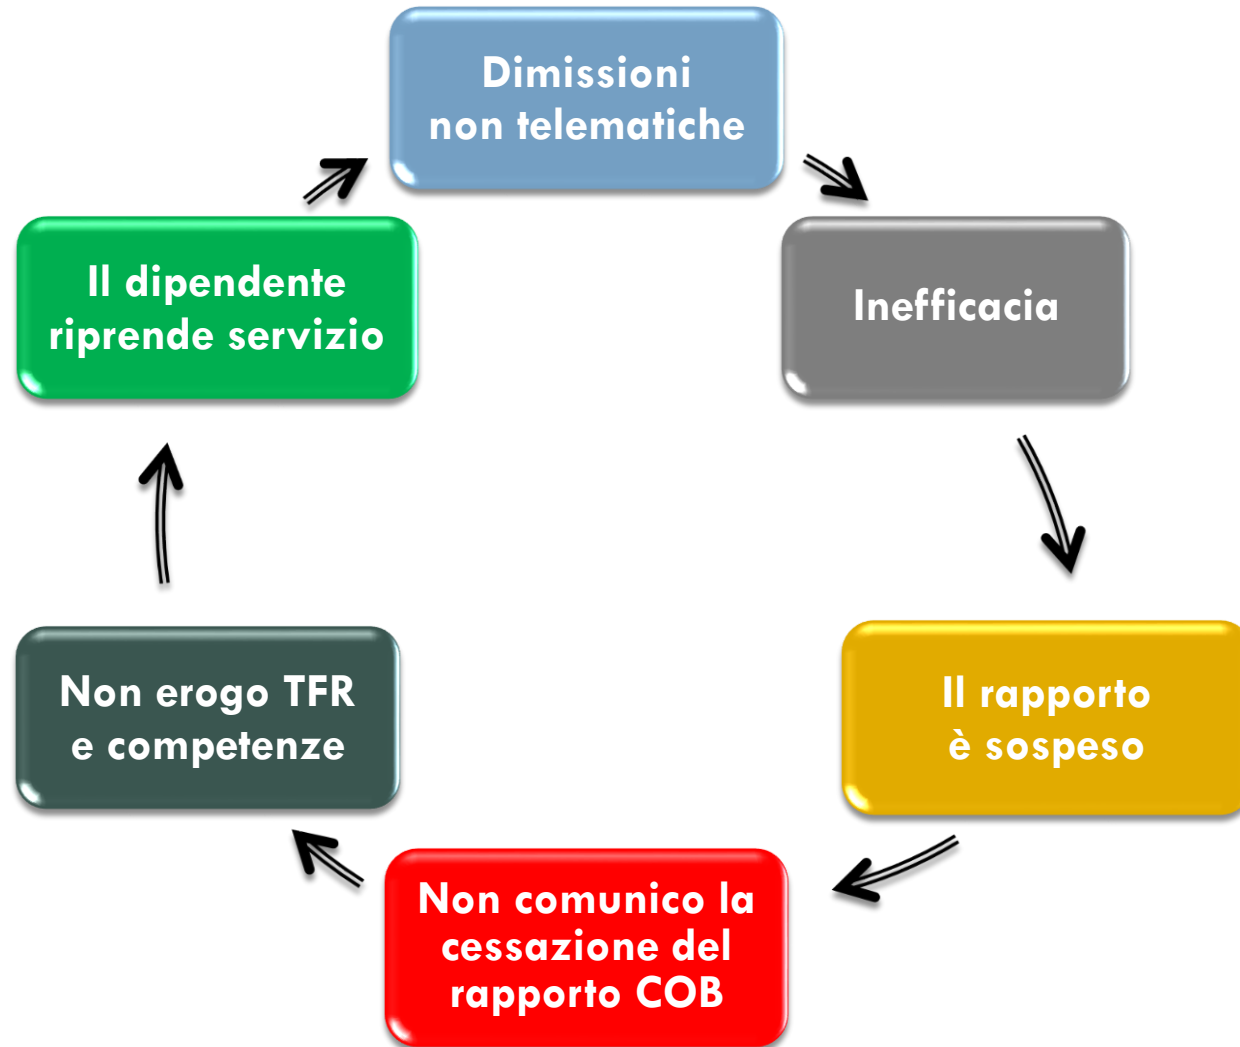 Dimissioni
non telematiche
Inefficacia
Il rapporto
è sospeso
Non comunico la
cessazione del
rapporto COB
Non erogo TFR
e competenze
Il dipendente
riprende servizio